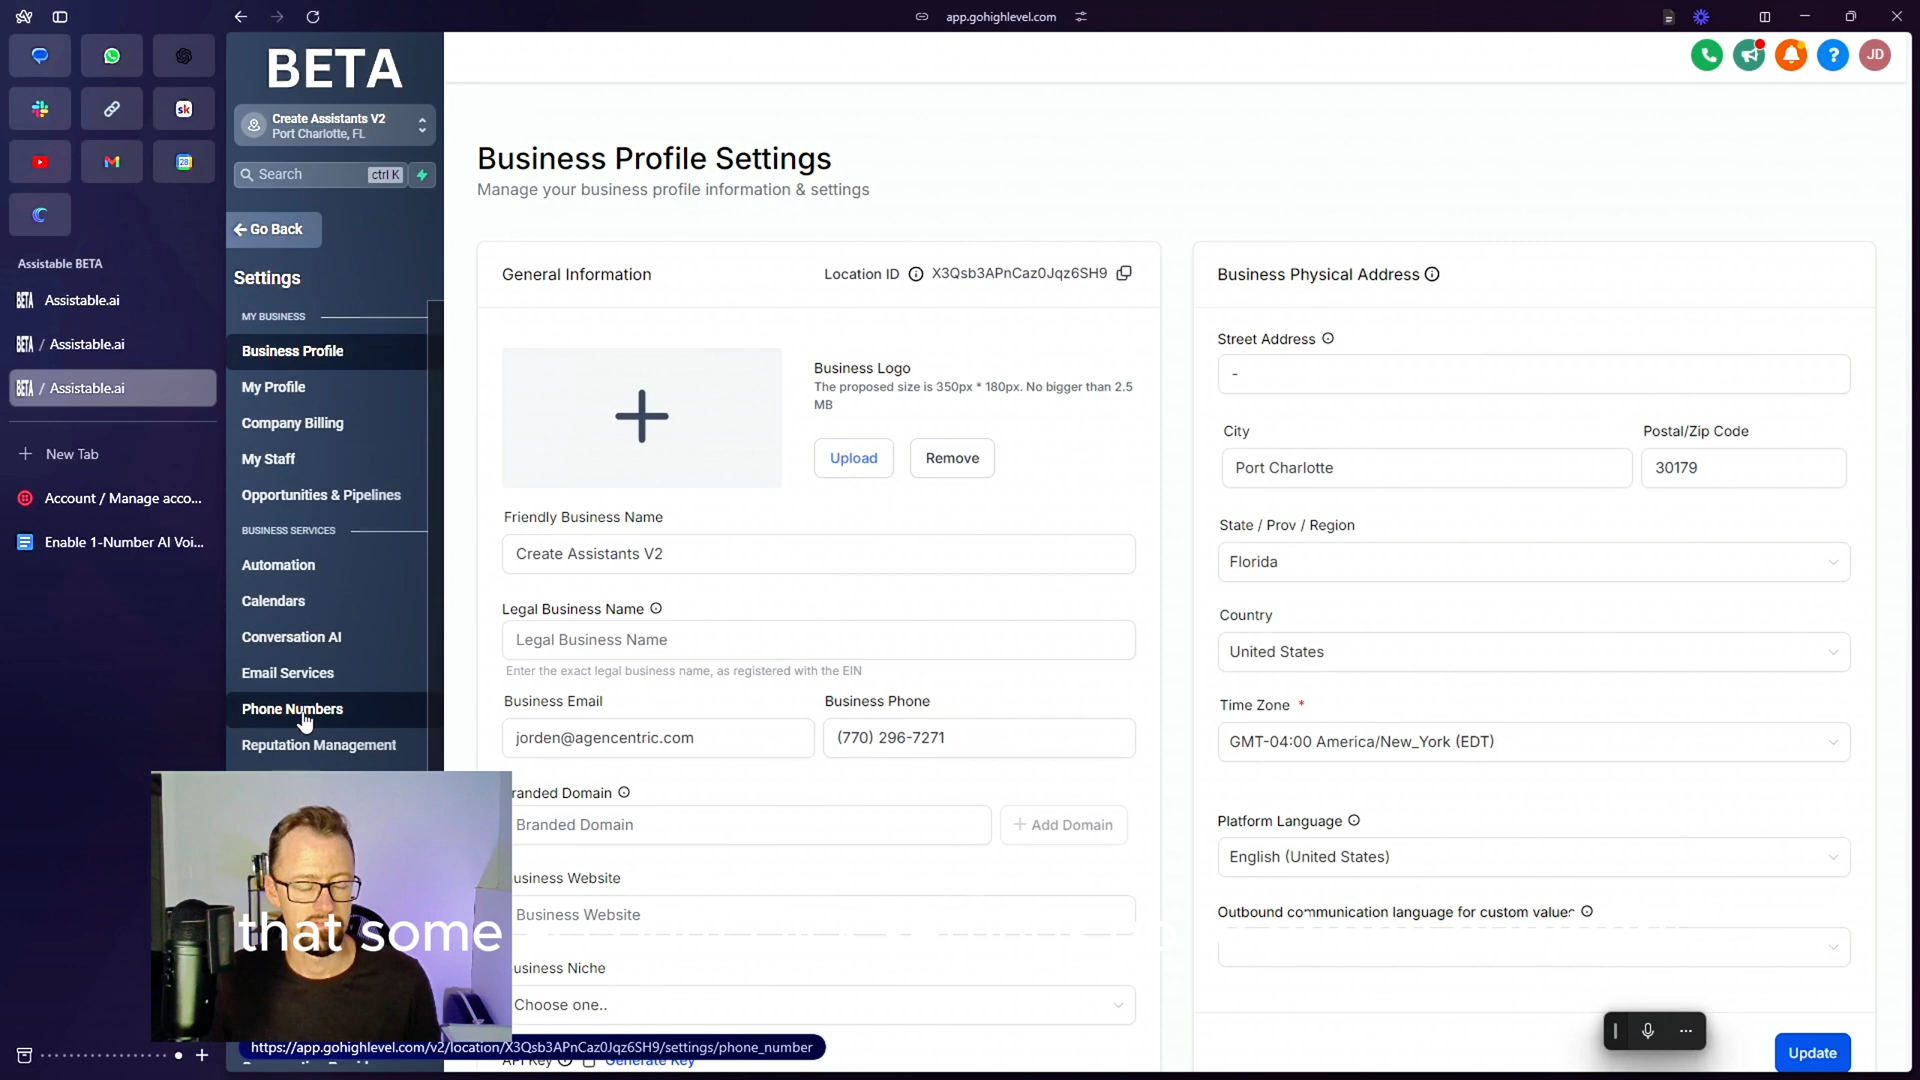 app.gohighlevel.com
JD
BETA
Create Assistants V2
Port Charlotte, FL
Search
ctrl K
Go Back
Settings
MY BUSINESS
Business Profile
My Profile
Company Billing
My Staff
Opportunities & Pipelines
BUSINESS SERVICES
Automation
Calendars
Conversation AI
Email Services
Phone Numbers
Reputation Management
sk
28
Assistable BETA
BETA Assistable.ai
BETA / Assistable.ai
BETA / Assistable.ai
New Tab
Account / Manage acco...
Enable 1-Number AI Voi...
Business Profile Settings
Manage your business profile information & settings
General Information
Location ID X3Qsb3APnCaz0Jqz6SH9
Business Logo
The proposed size is 350px * 180px. No bigger than 2.5
MB
Upload
Remove
Friendly Business Name
Create Assistants V2
Legal Business Name
Legal Business Name
Enter the exact legal business name, as registered with the EIN
Business Email
Business Phone
jorden@agencentric.com
(770) 296-7271
randed Domain
Branded Domain
+ Add Domain
usiness Website
Business Website
usiness Niche
Choose one..
Generate Key
Business Physical Address
Street Address
-
City
Postal/Zip Code
Port Charlotte
30179
State / Prov / Region
Florida
Country
United States
Time Zone *
GMT-04:00 America/New_York (EDT)
Platform Language
English (United States)
Outbound communication language for custom values
Update
that some
https://app.gohighlevel.com/v2/location/X3Qsb3APnCaz0Jqz6SH9/settings/phone_number